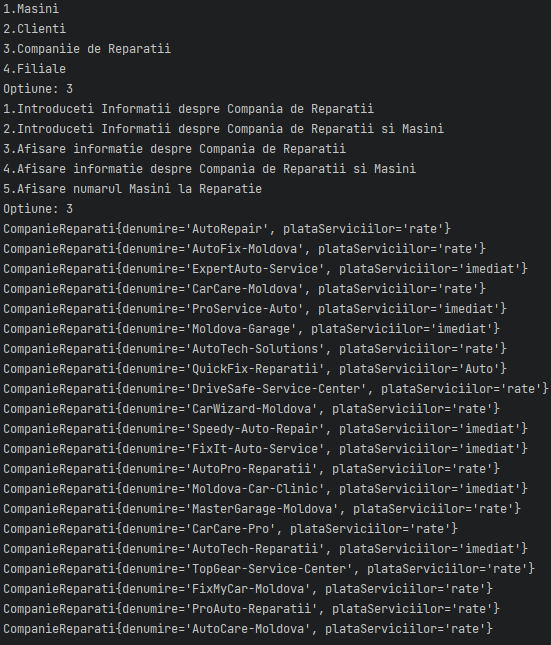 1.Masini
2.Clienti
3.Companiie de Reparatii
4.Filiale
Optiune: 3
1.Introduceti Informatii despre Compania de Reparatii
2.Introduceti Informatii despre Compania de Reparatii si Masini
3.Afisare informatie despre Compania de Reparatii
4.Afisare informatie despre Compania de Reparatii si Masini
5.Afisare numarul Masini la Reparatie
Optiune: 3
CompanieReparati{denumire='AutoRepair', plataServiciilor='rate'}
CompanieReparati{denumire='AutoFix-Moldova', plataServiciilor='rate'}
CompanieReparati{denumire='ExpertAuto-Service', plataServiciilor='imediat'}
CompanieReparati{denumire='CarCare-Moldova', plataServiciilor='rate'}
CompanieReparati{denumire='ProService-Auto', plataServiciilor='imediat'}
CompanieReparati{denumire='Moldova-Garage', plataServiciilor='imediat'}
CompanieReparati{denumire='AutoTech-Solutions', plataServiciilor='rate'}
CompanieReparati{denumire='QuickFix-Reparatii', plataServiciilor='Auto'}
CompanieReparati{denumire='DriveSafe-Service-Center', plataServiciilor='rate'}
CompanieReparati{denumire='CarWizard-Moldova', plataServiciilor='rate'}
CompanieReparati{denumire='Speedy-Auto-Repair', plataServiciilor='imediat'}
CompanieReparati{denumire='FixIt-Auto-Service', plataServiciilor='imediat'}
CompanieReparati{denumire='AutoPro-Reparatii', plataServiciilor='rate'}
CompanieReparati{denumire='Moldova-Car-Clinic', plataServiciilor='imediat'}
CompanieReparati{denumire='MasterGarage-Moldova', plataServiciilor='rate'}
CompanieReparati{denumire='CarCare-Pro', plataServiciilor='rate'}
CompanieReparati{denumire='AutoTech-Reparatii', plataServiciilor='imediat'}
CompanieReparati{denumire='TopGear-Service-Center', plataServiciilor='rate'}
CompanieReparati{denumire='FixMyCar-Moldova', plataServiciilor='rate'}
CompanieReparati{denumire='ProAuto-Reparatii', plataServiciilor='rate'}
CompanieReparati{denumire='AutoCare-Moldova', plataServiciilor='rate'}